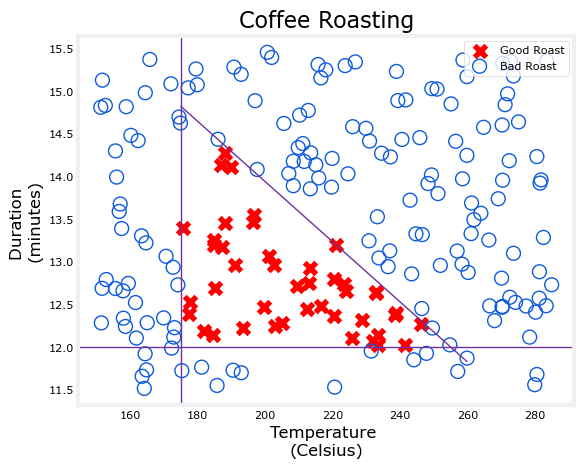 Coffee Roasting
Good Roast
Bad Roast
15.5
15.0
14.5
14.0
13.5
13.0
12.5
12.0
11.5
Duration
(minutes)
160
180
200
220
240
260
280
Temperature
(Celsius)